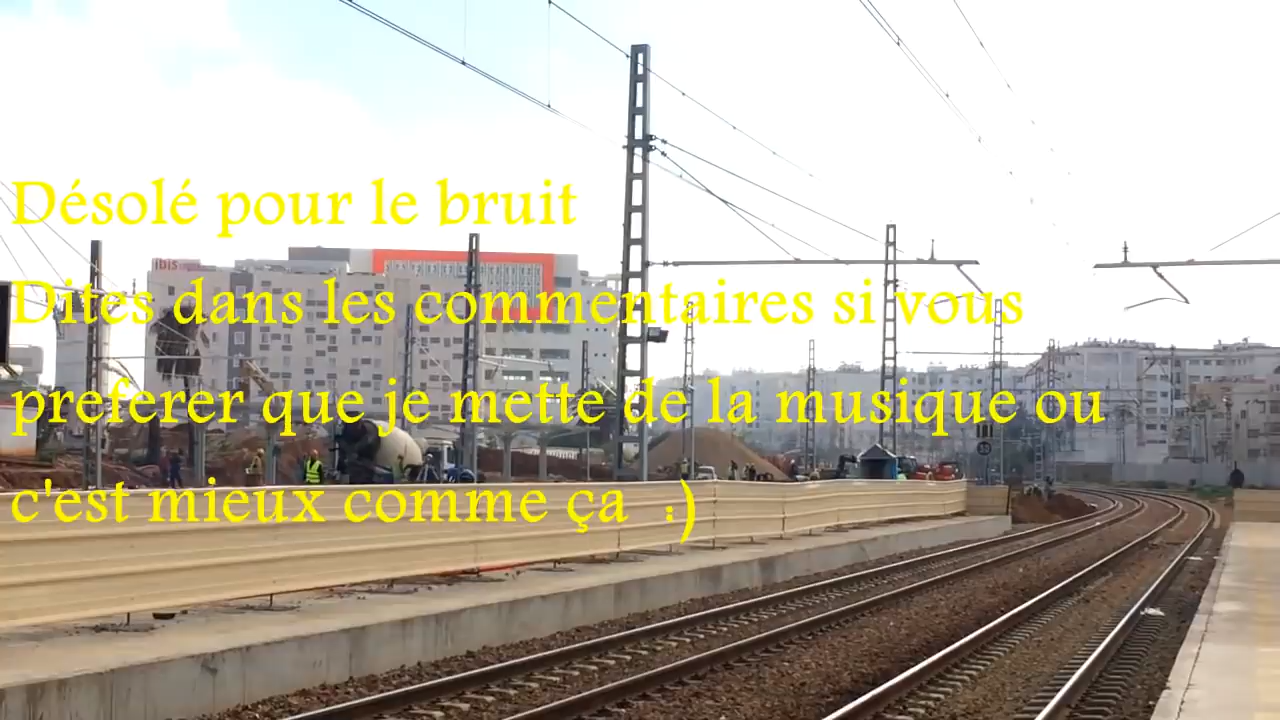 Désolé pour le bruit
ibis
Dites dans les commentaires si vous
preferer que je mette de la musique ou
c'est mieux comme ça :)